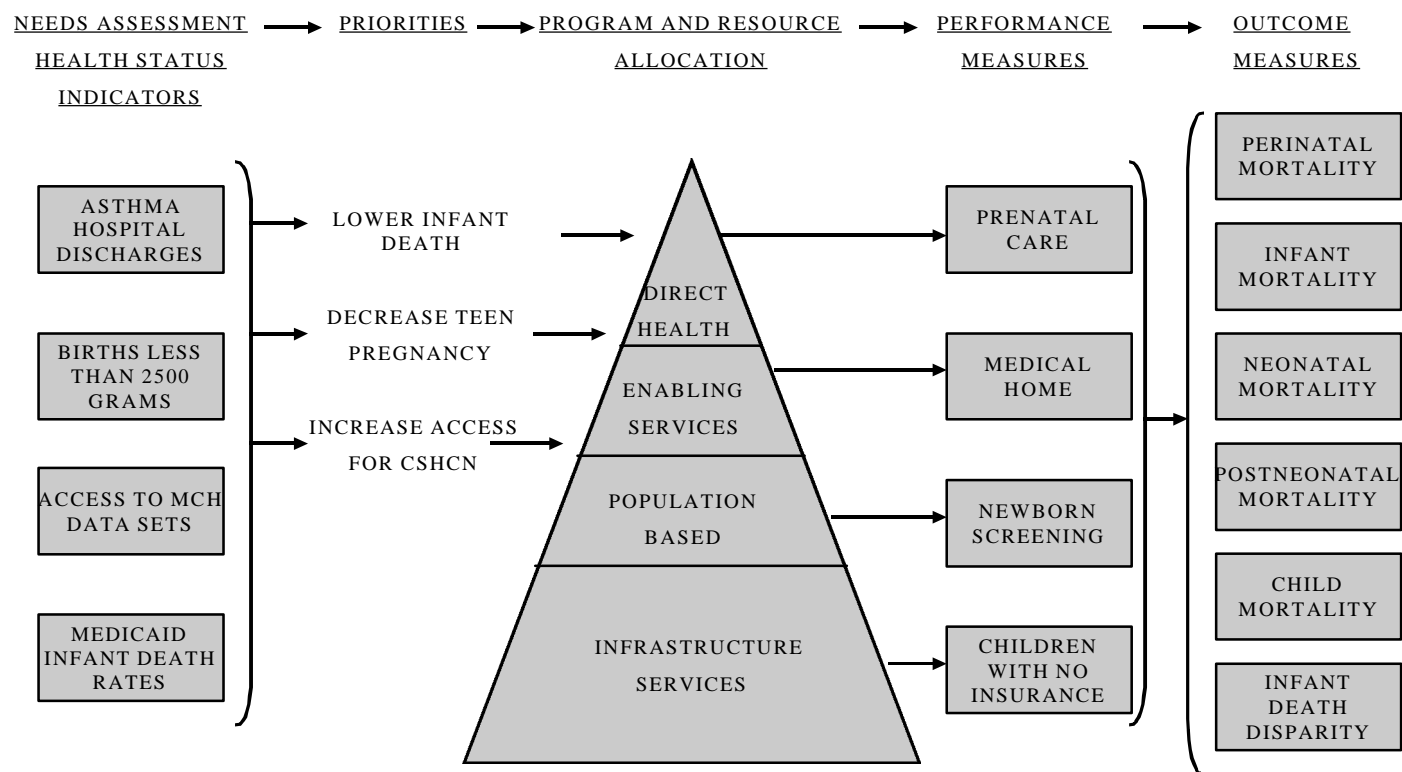 NEEDS ASSESSMENT
HEALTH STATUS
INDICATORS
PRIORITIES
PROGRAM AND RESOURCE
ALLOCATION
PERFORMANCE
MEASURES
OUTCOME
MEASURES
ASTHMA
HOSPITAL
DISCHARGES
BIRTHS LESS
THAN 2500
GRAMS
ACCESS TO MCH
DATA SETS
MEDICAID
INFANT DEATH
RATES
LOWER INFANT
DEATH
DECREASE TEEN
PREGNANCY
INCREASE ACCESS
FOR CSHCN
DIRECT
HEALTH
ENABLING
SERVICES
POPULATION
BASED
INFRASTRUCTURE
SERVICES
PRENATAL
CARE
MEDICAL
HOME
NEWBORN
SCREENING
CHILDREN
WITH NO
INSURANCE
PERINATAL
MORTALITY
INFANT
MORTALITY
NEONATAL
MORTALITY
POSTNEONATAL
MORTALITY
CHILD
MORTALITY
INFANT
DEATH
DISPARITY